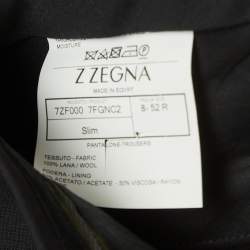 MOISTURE
Z ZEGNA
MADE IN EGYPT
7ZF000 7FGNC2
8- 52 R
Slim
PANTALONE-TROUSERS
TESSUTO - FABRIC
100% LANA / WOOL
FODERA - LINING
ACETATO / ACETATE - 50% VISCOSA / RAYON